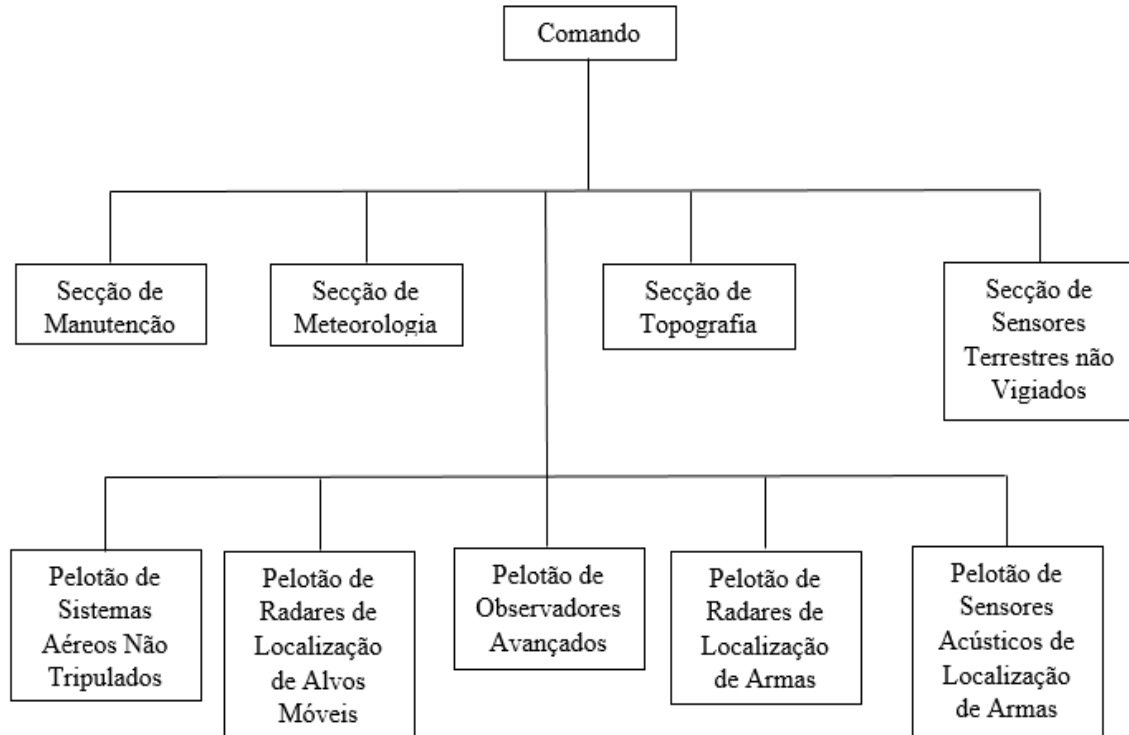 Comando
Secção de
Manutenção
Secção de
Meteorologia
Secção de
Topografia
Secção de
Sensores
Terrestres não
Vigiados
Pelotão de
Sistemas
Aéreos Não
Tripulados
Pelotão de
Radares de
Localização
de Alvos
Móveis
Pelotão de
Observadores
Avançados
Pelotão de
Radares de
Localização
de Armas
Pelotão de
Sensores
Acústicos de
Localização
de Armas